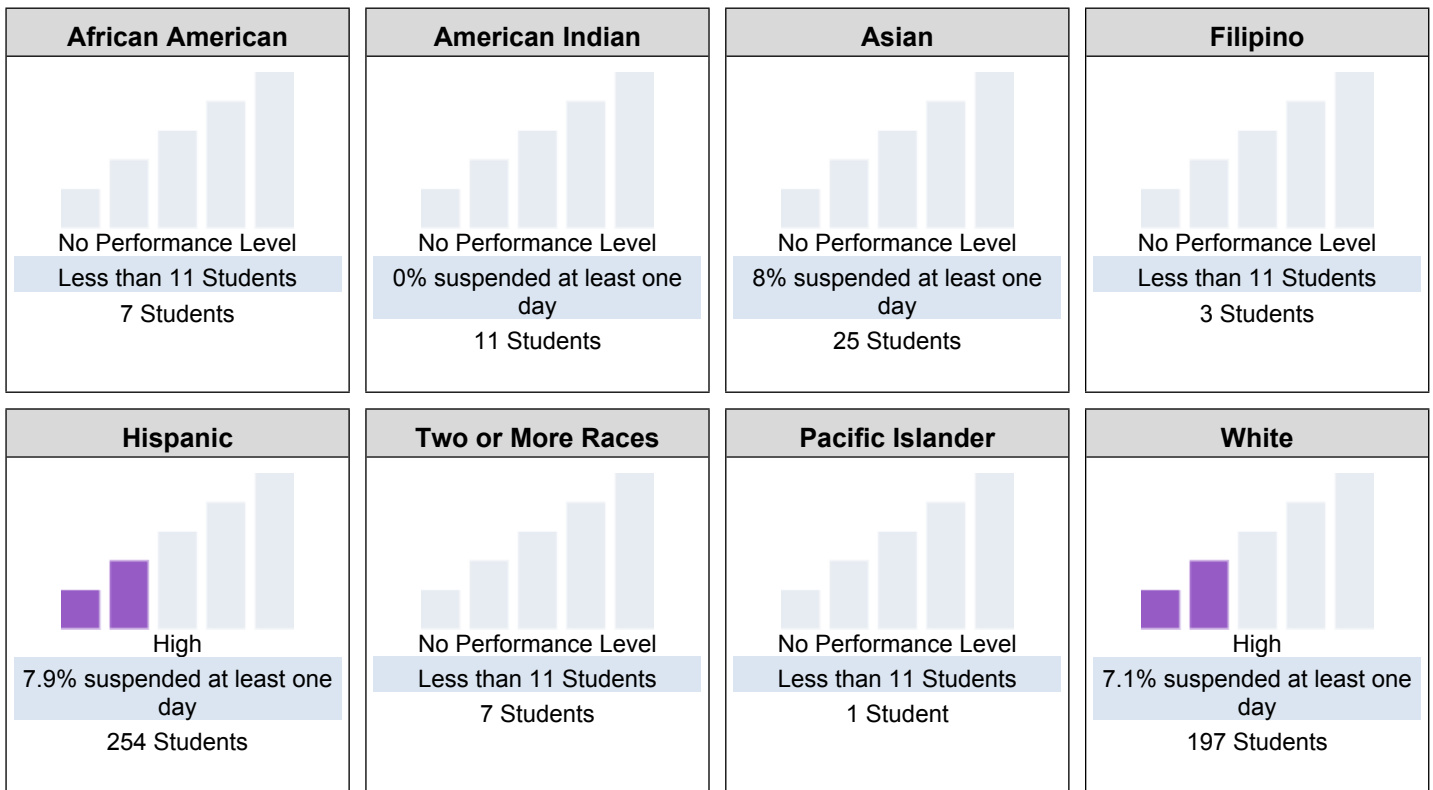 African American
No Performance Level
Less than 11 Students
7 Students
American Indian
No Performance Level
0% suspended at least one
day
11 Students
Asian
No Performance Level
8% suspended at least one
day
25 Students
Filipino
No Performance Level
Less than 11 Students
3 Students
Hispanic
High
7.9% suspended at least one
day
254 Students
Two or More Races
No Performance Level
Less than 11 Students
7 Students
Pacific Islander
No Performance Level
Less than 11 Students
1 Student
White
High
7.1% suspended at least one
day
197 Students